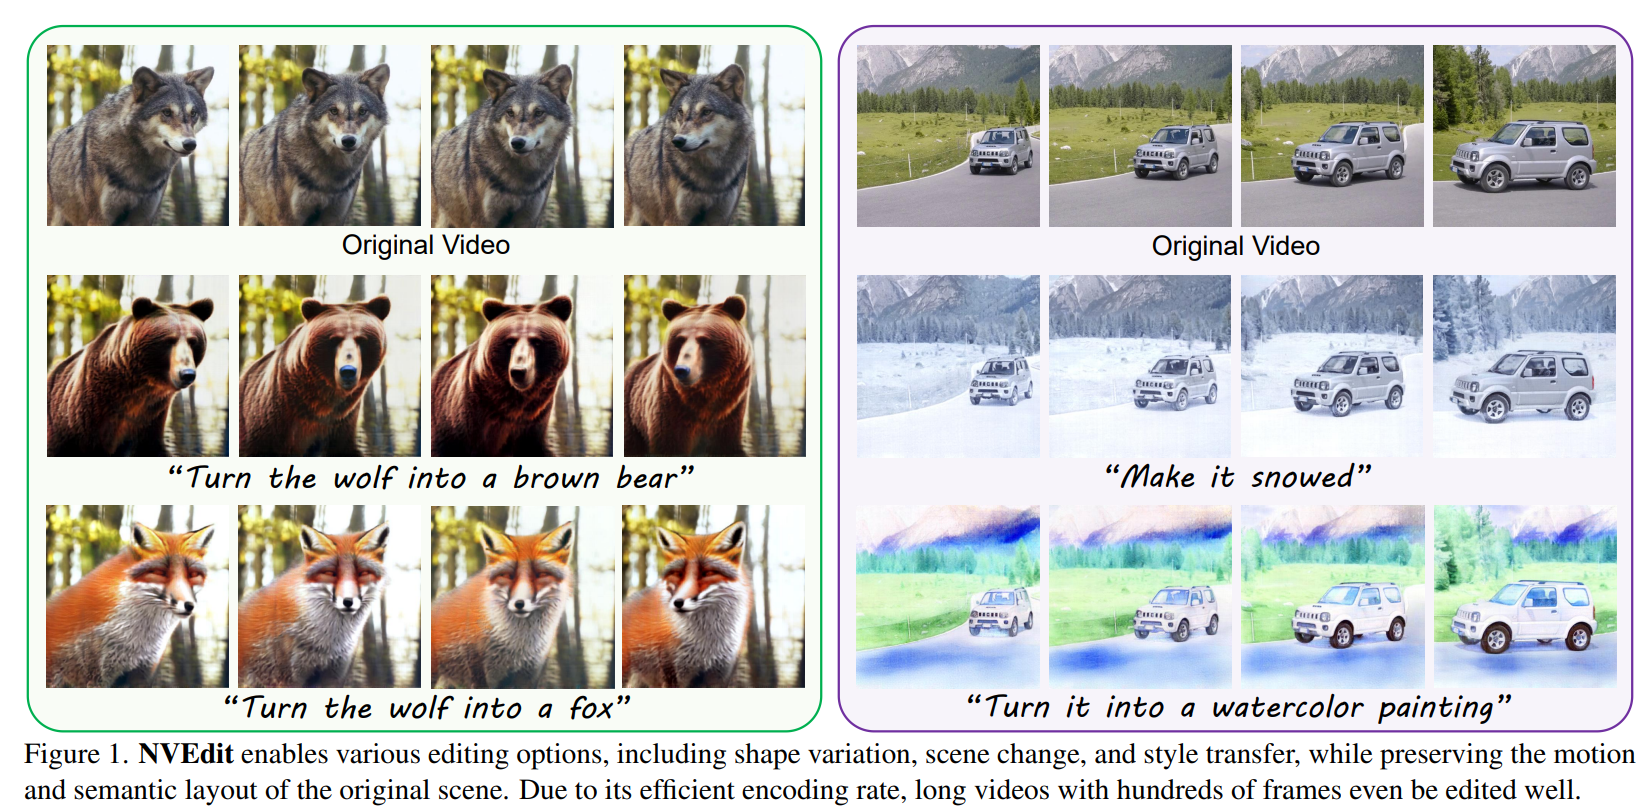 Original Video
Original Video
“Turn the wolf into a brown bear”
“Make it snowed”
“Turn the wolf into a fox”
“Turn it into a watercolor painting”
Figure 1. NVEdit enables various editing options, including shape variation, scene change, and style transfer, while preserving the motion
and semantic layout of the original scene. Due to its efficient encoding rate, long videos with hundreds of frames even be edited well.